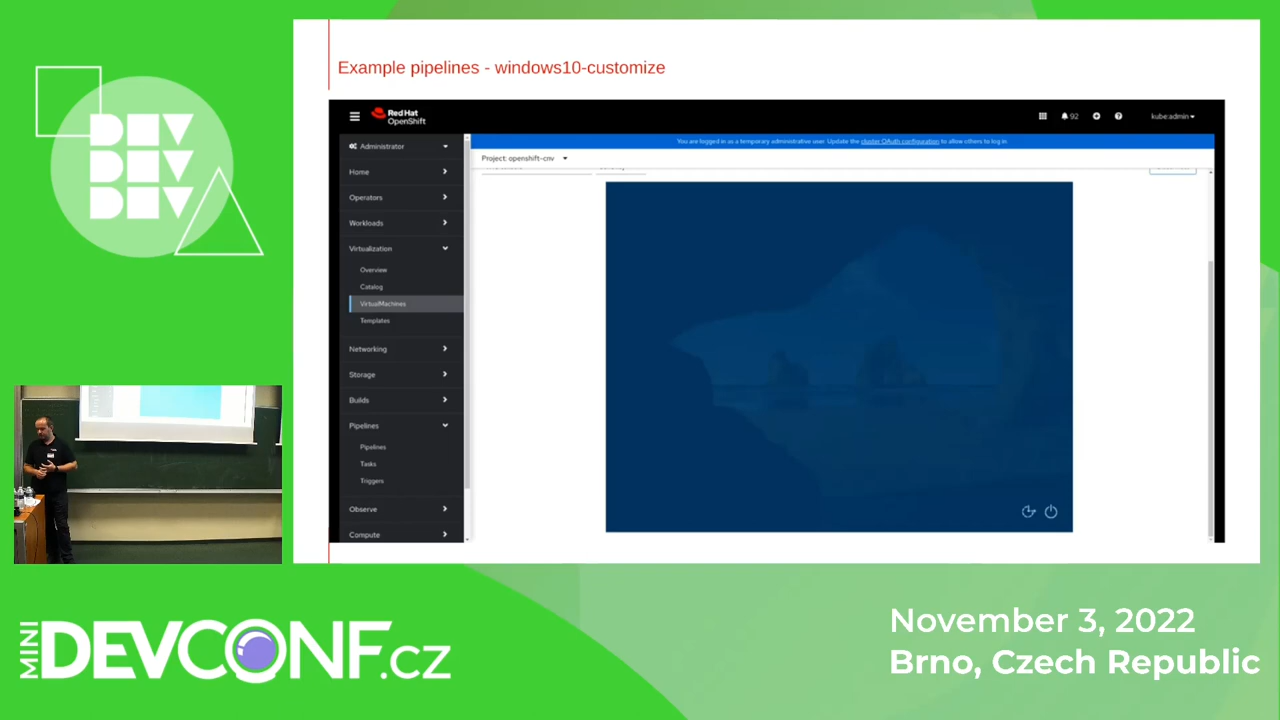 DEV
DEV
DEV
Example pipelines - windows10-customize
Red Hat
OpenShift
92
kube:admin
Administrator
You are logged in as a temporary administrative user. Update the cluster OAuth configuration to allow others to log in.
Project: openshift-cnv
Home
Operators
Workloads
Virtualization
Overview
Catalog
VirtualMachines
Templates
Networking
Storage
Builds
Pipelines
Pipelines
Tasks
Triggers
Observe
Compute
MINI
DEVCONF.CZ
November 3, 2022
Brno, Czech Republic